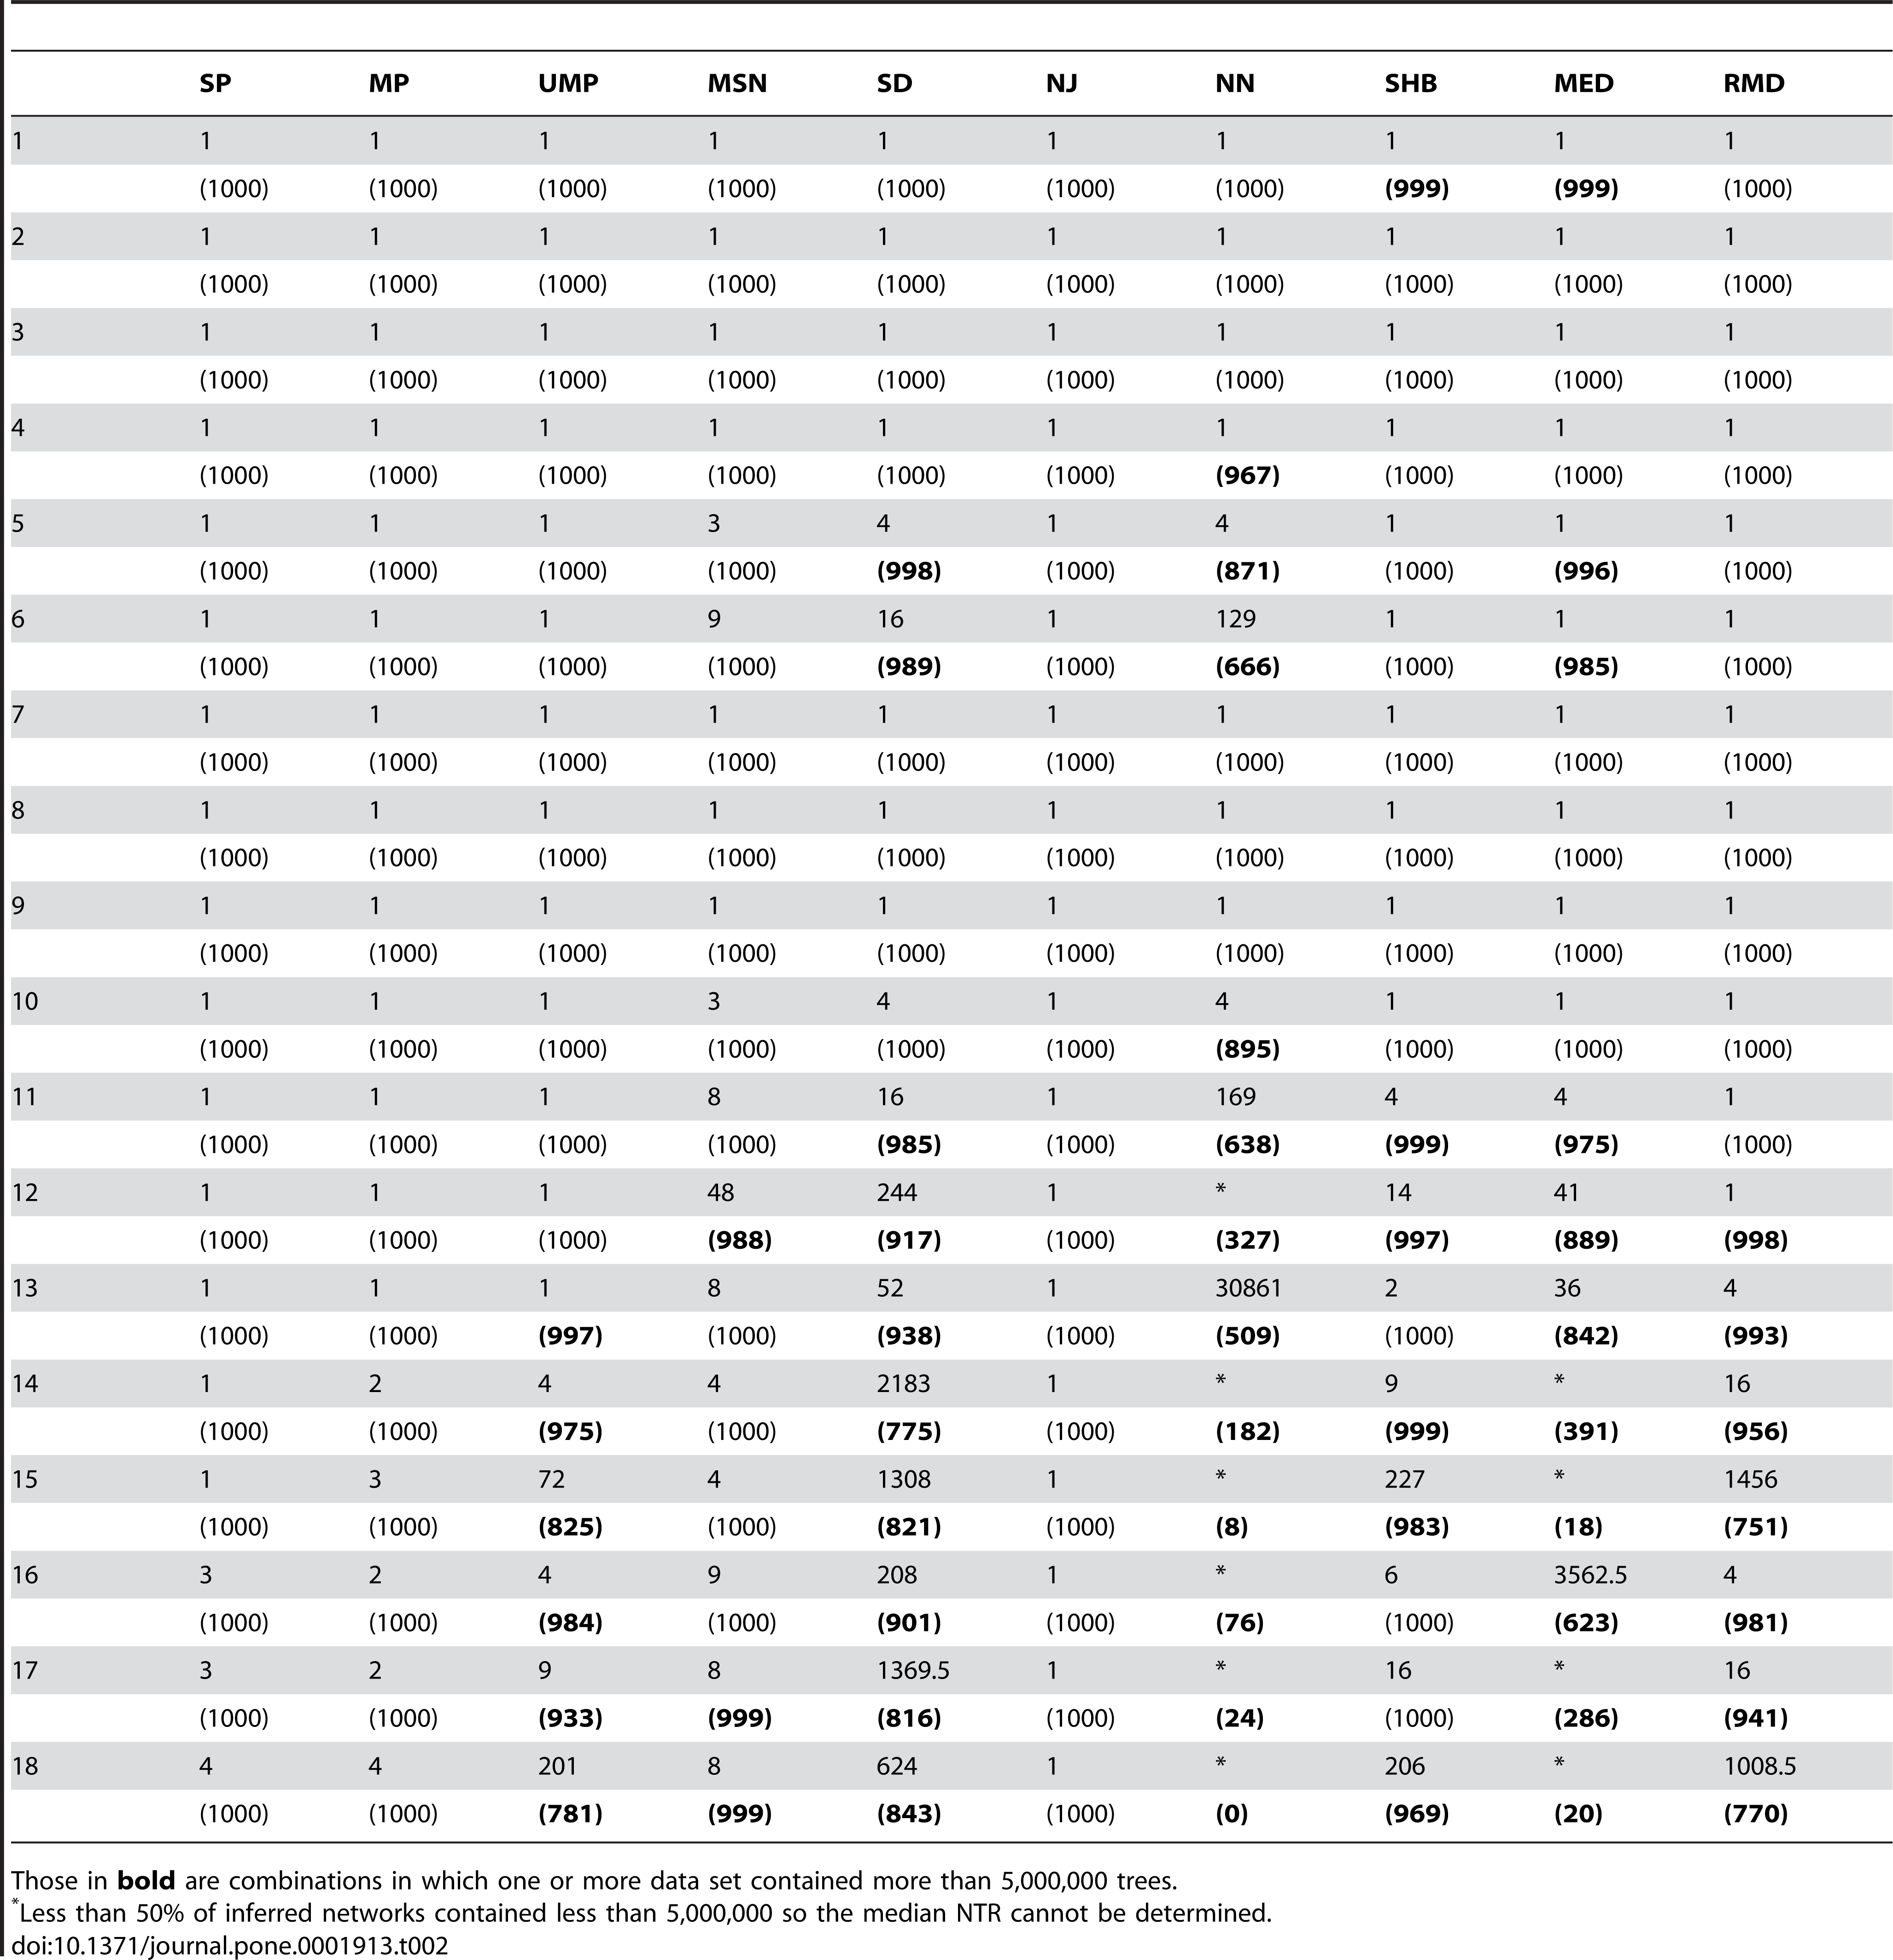 SP MP UMP MSN SD NJ NN SHB MED RMD
1 1 1 1 1 1 1 1 1 1 1
(1000) (1000) (1000) (1000) (1000) (1000) (1000) (999) (999) (1000)
2 1 1 1 1 1 1 1 1 1 1
(1000) (1000) (1000) (1000) (1000) (1000) (1000) (1000) (1000) (1000)
3 1 1 1 1 1 1 1 1 1 1
(1000) (1000) (1000) (1000) (1000) (1000) (1000) (1000) (1000) (1000)
4 1 1 1 1 1 1 1 1 1 1
(1000) (1000) (1000) (1000) (1000) (1000) (967) (1000) (1000) (1000)
5 1 1 1 3 4 1 4 1 1 1
(1000) (1000) (1000) (1000) (998) (1000) (871) (1000) (996) (1000)
6 1 1 1 9 16 1 129 1 1 1
(1000) (1000) (1000) (1000) (989) (1000) (666) (1000) (985) (1000)
7 1 1 1 1 1 1 1 1 1 1
(1000) (1000) (1000) (1000) (1000) (1000) (1000) (1000) (1000) (1000)
8 1 1 1 1 1 1 1 1 1 1
(1000) (1000) (1000) (1000) (1000) (1000) (1000) (1000) (1000) (1000)
9 1 1 1 1 1 1 1 1 1 1
(1000) (1000) (1000) (1000) (1000) (1000) (1000) (1000) (1000) (1000)
10 1 1 1 3 4 1 4 1 1 1
(1000) (1000) (1000) (1000) (1000) (1000) (895) (1000) (1000) (1000)
11 1 1 1 8 16 1 169 4 4 1
(1000) (1000) (1000) (1000) (985) (1000) (638) (999) (975) (1000)
12 1 1 1 48 244 1 * 14 41 1
(1000) (1000) (1000) (988) (917) (1000) (327) (997) (889) (998)
13 1 1 1 8 52 1 30861 2 36 4
(1000) (1000) (997) (1000) (938) (1000) (509) (1000) (842) (993)
14 1 2 4 4 2183 1 * 9 * 16
(1000) (1000) (975) (1000) (775) (1000) (182) (999) (391) (956)
15 1 3 72 4 1308 1 * 227 * 1456
(1000) (1000) (825) (1000) (821) (1000) (8) (983) (18) (751)
16 3 2 4 9 208 1 * 6 3562.5 4
(1000) (1000) (984) (1000) (901) (1000) (76) (1000) (623) (981)
17 3 2 9 8 1369.5 1 * 16 * 16
(1000) (1000) (933) (999) (816) (1000) (24) (1000) (286) (941)
18 4 4 201 8 624 1 * 206 * 1008.5
(1000) (1000) (781) (999) (843) (1000) (0) (969) (20) (770)
Those in bold are combinations in which one or more data set contained more than 5,000,000 trees.
*Less than 50% of inferred networks contained less than 5,000,000 so the median NTR cannot be determined.
doi:10.1371/journal.pone.0001913.t002